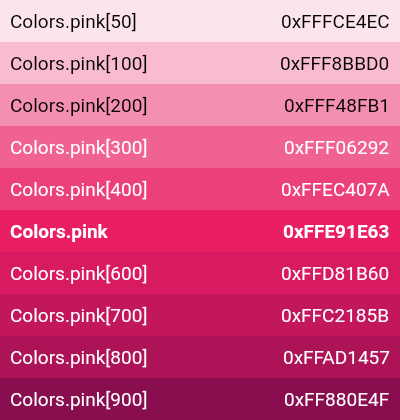 Colors.pink[50] 0xFFFCE4EC
Colors.pink[100] 0xFFF8BBD0
Colors.pink[200] 0xFFF48FB1
Colors.pink[300] 0xFFF06292
Colors.pink[400] 0xFFEC407A
Colors.pink 0xFFE91E63
Colors.pink[600] 0xFFD81B60
Colors.pink[700] 0xFFC2185B
Colors.pink[800] 0xFFAD1457
Colors.pink[900] 0xFF880E4F